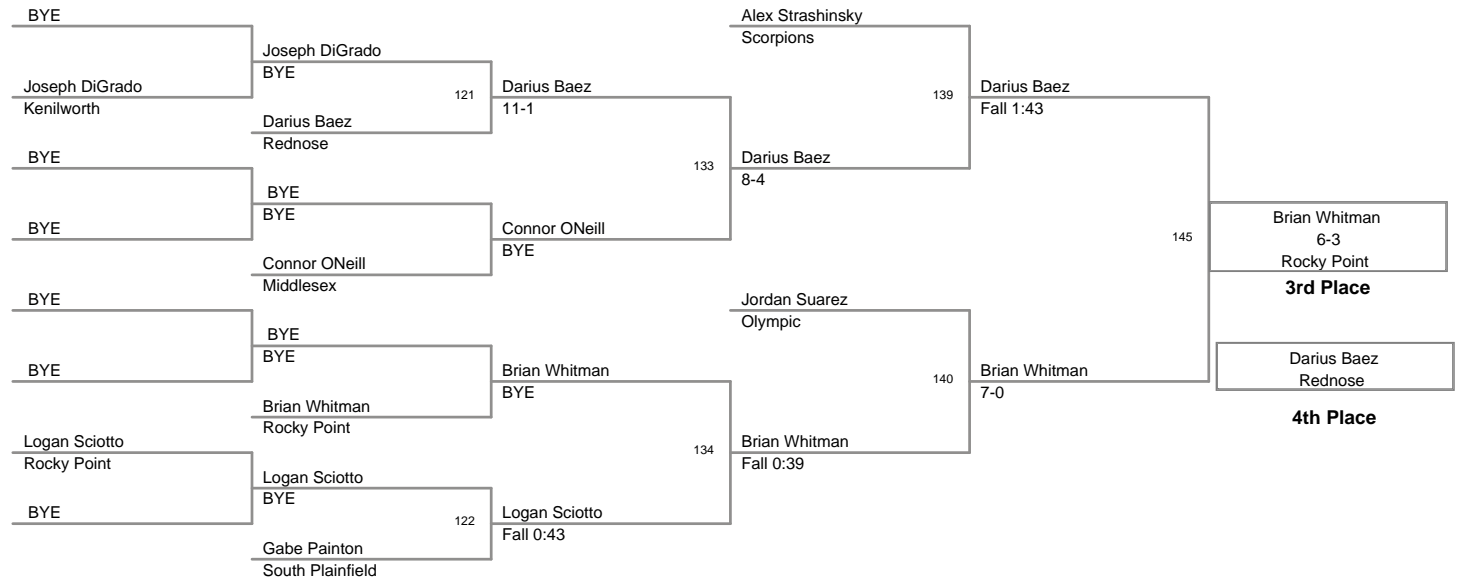 BYE
Joseph DiGrado
Kenilworth
BYE
BYE
BYE
BYE
Logan Sciotto
Rocky Point
BYE
Joseph DiGrado
BYE
121
Darius Baez
Rednose
BYE
BYE
Connor ONeill
Middlesex
BYE
BYE
Brian Whitman
Rocky Point
Logan Sciotto
BYE
122
Gabe Painton
South Plainfield
Darius Baez
11-1
133
Connor ONeill
BYE
Brian Whitman
BYE
134
Logan Sciotto
Fall 0:43
Alex Strashinsky
Scorpions
139
Darius Baez
8-4
Jordan Suarez
Olympic
140
Brian Whitman
Fall 0:39
Darius Baez
Fall 1:43
145
Brian Whitman
7-0
Brian Whitman
6-3
Rocky Point
3rd Place
Darius Baez
Rednose
4th Place